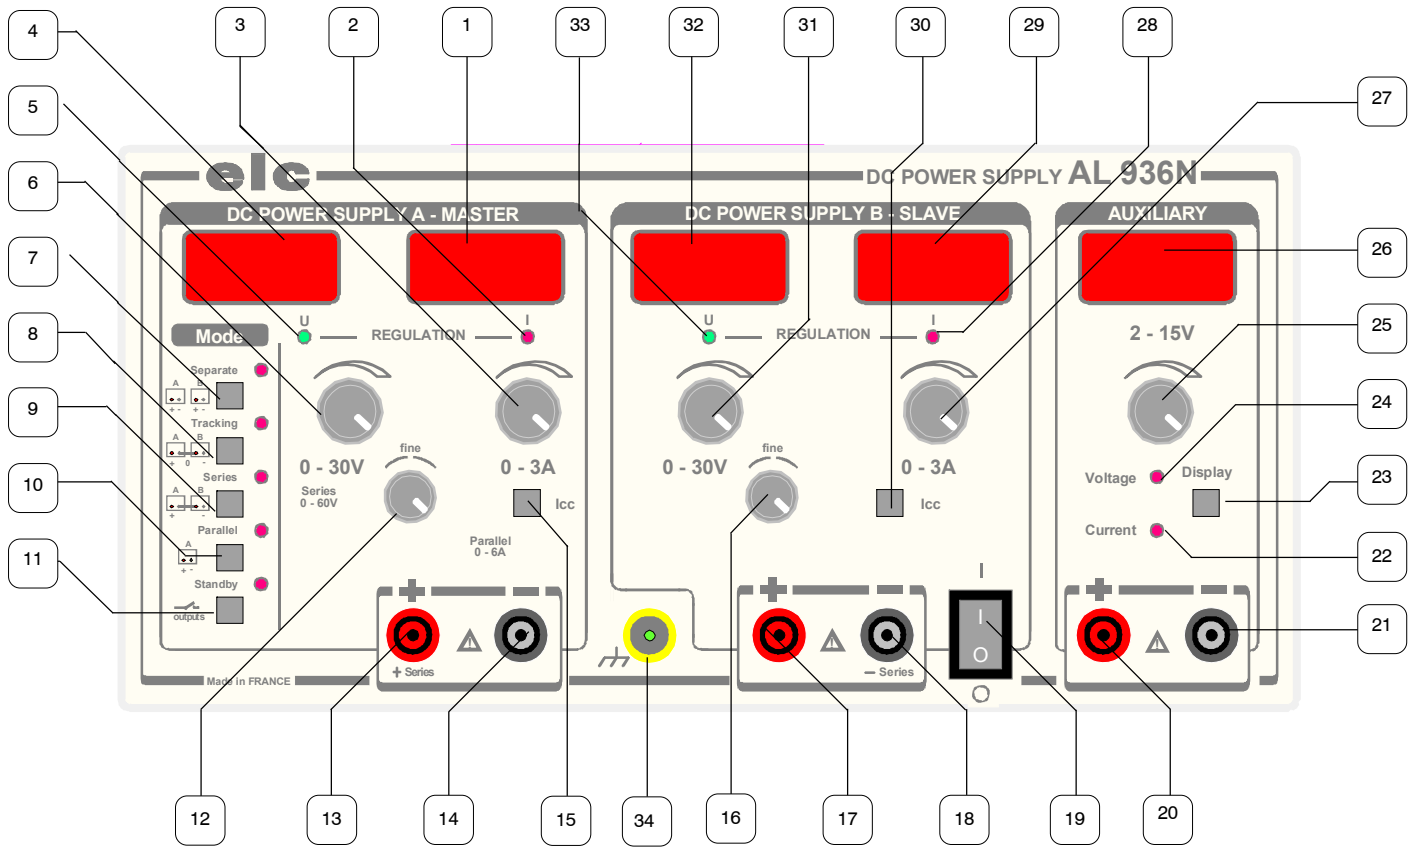 4
3
2
1
33
32
31
30
29
28
27
5
6
7
8
9
10
11
26
25
24
23
22
21
elc
DC POWER SUPPLY AL 936N
DC POWER SUPPLY A - MASTER
DC POWER SUPPLY B - SLAVE
AUXILIARY
U
REGULATION
I
U
REGULATION
I
2 - 15V
Mode
Separate
A B
+ - + -
Tracking
A B
+ 0 -
Series
A B
+ -
Parallel
A
+ -
Standby
outputs
0 - 30V
Series
0 - 60V
fine
0 - 3A
Icc
Parallel
0 - 6A
0 - 30V
fine
0 - 3A
Icc
Voltage
Display
Current
+ −
+ Series
+ −
− Series
I
I
O
O
+ −
Made in FRANCE
12
13
14
15
34
16
17
18
19
20